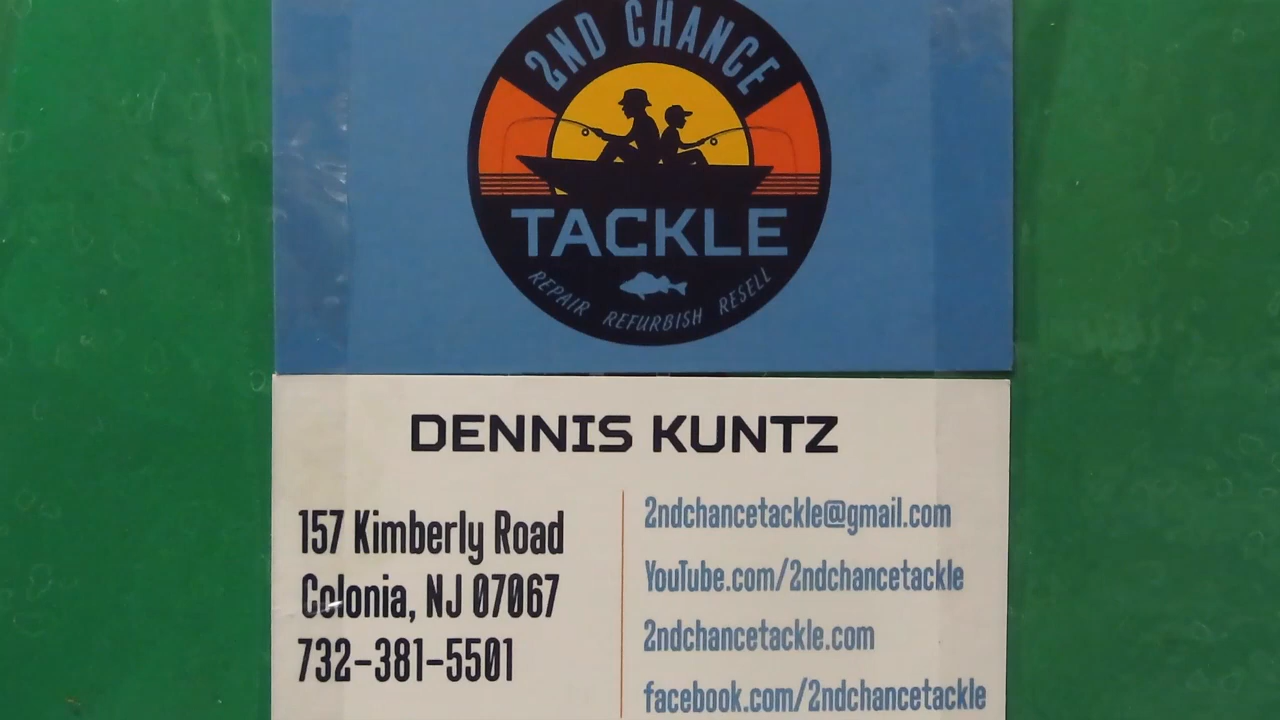 2ND CHANCE
TACKLE
REPAIR REFURBISH RESELL
DENNIS KUNTZ
157 Kimberly Road
Colonia, NJ 07067
732-381-5501
2ndchancetackle@gmail.com
YouTube.com/2ndchancetackle
2ndchancetackle.com
facebook.com/2ndchancetackle